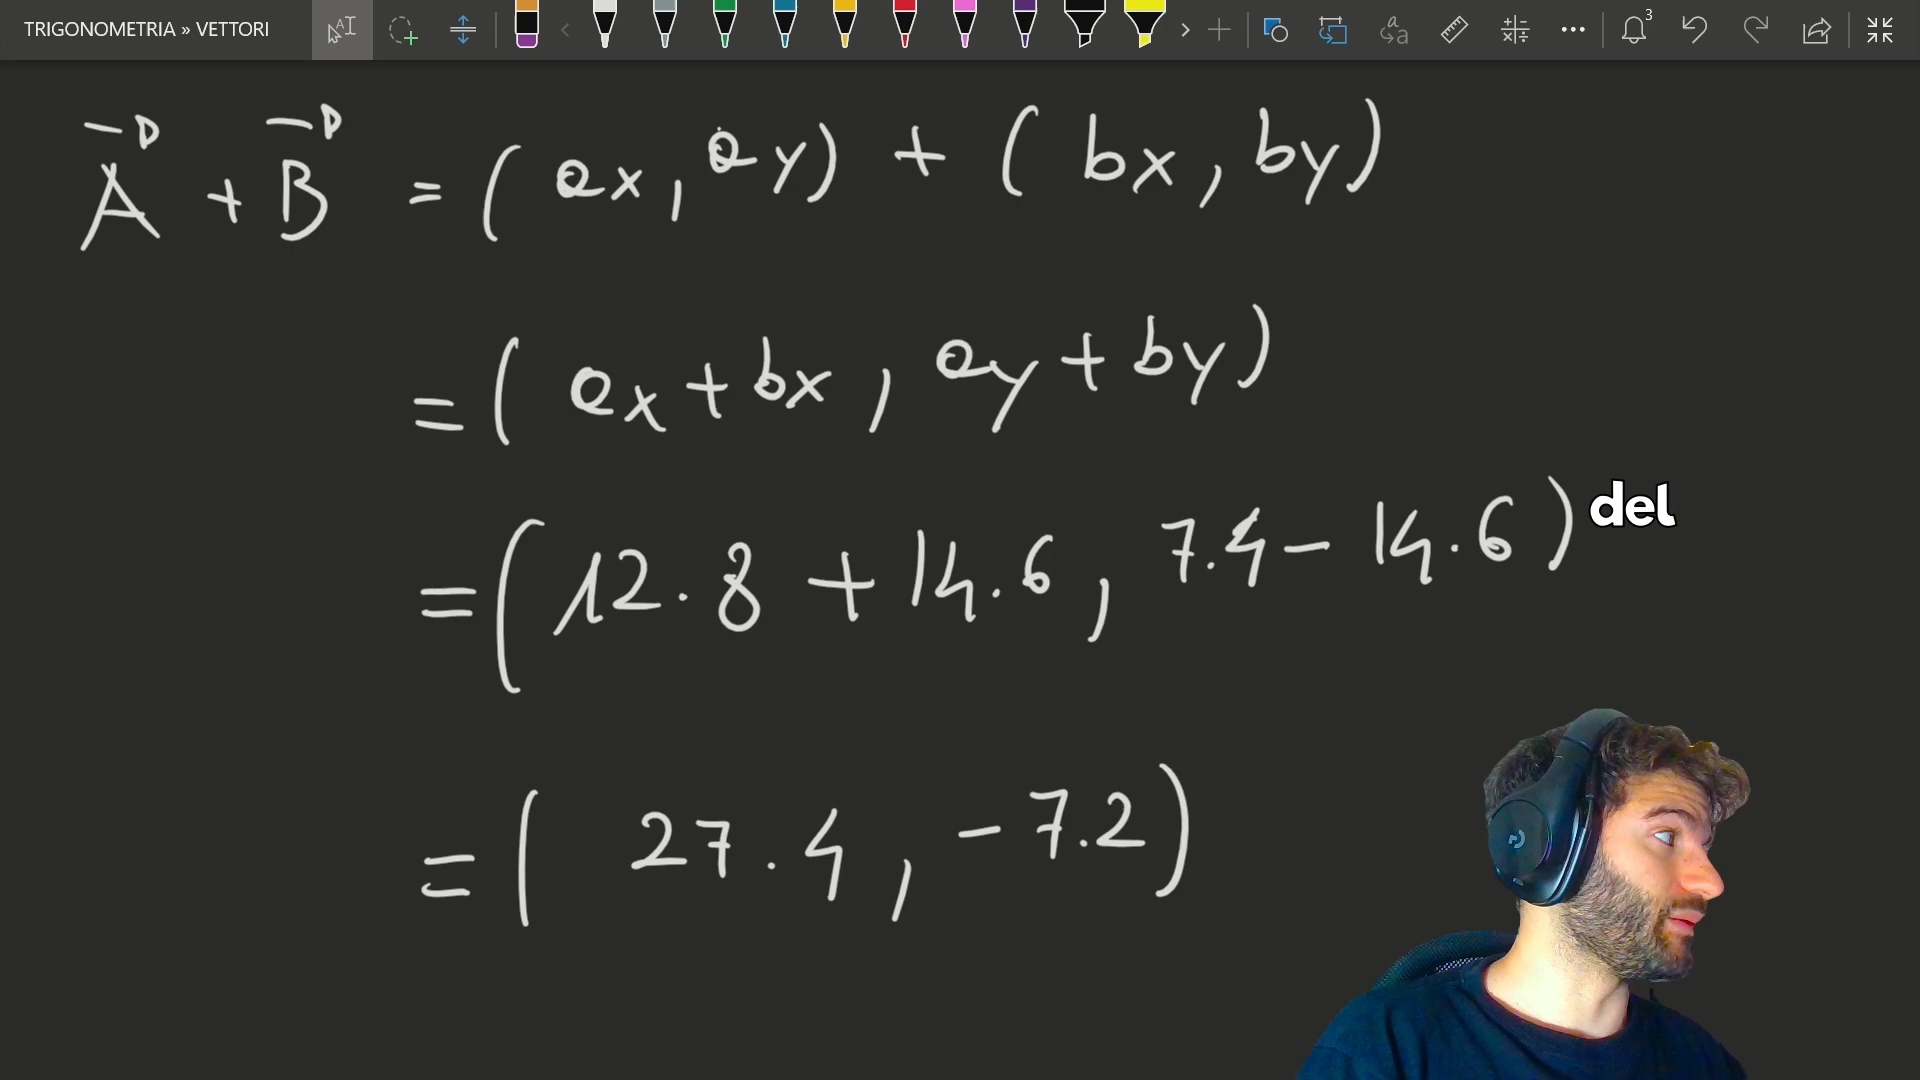 TRIGONOMETRIA » VETTORI
3
A⃗ + B⃗ = (ax, ay) + (bx, by)
= (ax + bx, ay + by)
= (12.8 + 14.6, 7.4 - 14.6)
del
= (27.4, -7.2)